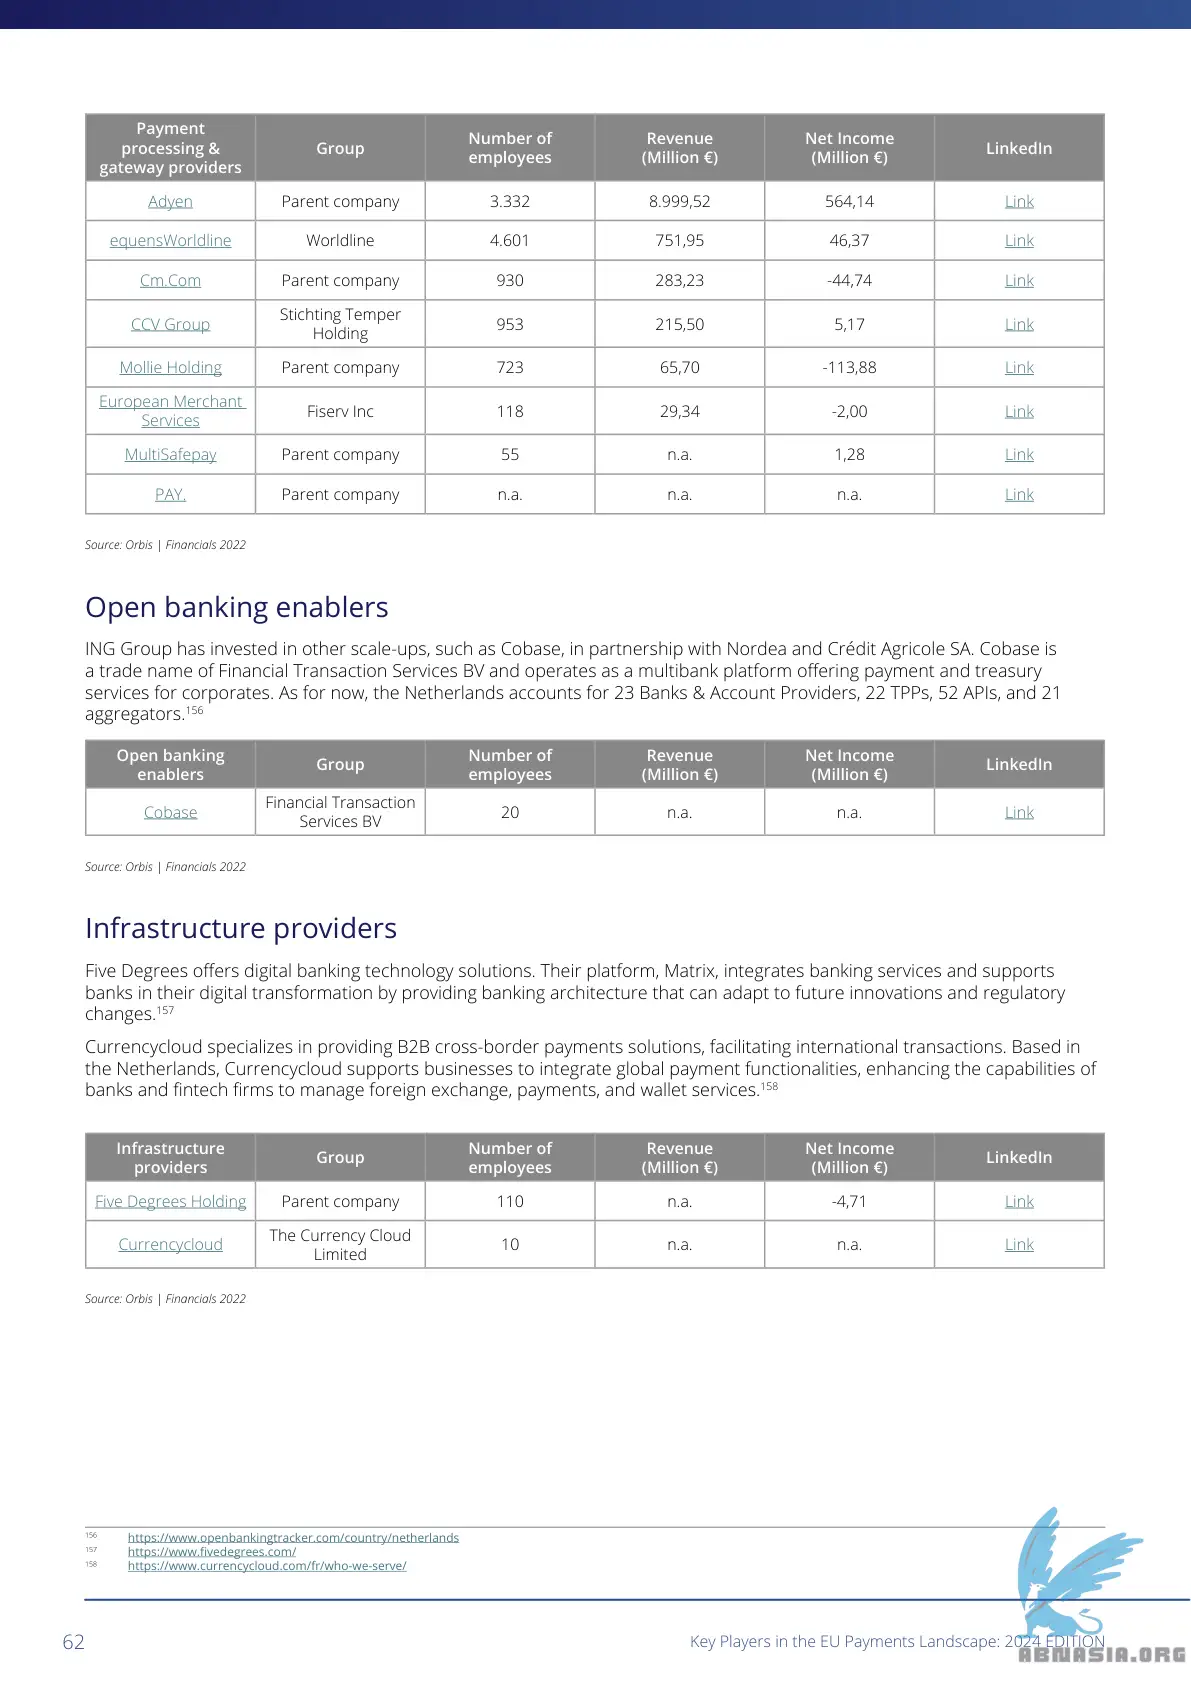 Payment processing & gateway providers | Group | Number of employees | Revenue (Million €) | Net Income (Million €) | LinkedIn
Adyen | Parent company | 3.332 | 8.999,52 | 564,14 | Link
equensWorldline | Worldline | 4.601 | 751,95 | 46,37 | Link
Cm.Com | Parent company | 930 | 283,23 | -44,74 | Link
CCV Group | Stichting Temper Holding | 953 | 215,50 | 5,17 | Link
Mollie Holding | Parent company | 723 | 65,70 | -113,88 | Link
European Merchant Services | Fiserv Inc | 118 | 29,34 | -2,00 | Link
MultiSafepay | Parent company | 55 | n.a. | 1,28 | Link
PAY. | Parent company | n.a. | n.a. | n.a. | Link
Source: Orbis | Financials 2022
Open banking enablers
ING Group has invested in other scale-ups, such as Cobase, in partnership with Nordea and Crédit Agricole SA. Cobase is
a trade name of Financial Transaction Services BV and operates as a multibank platform offering payment and treasury
services for corporates. As for now, the Netherlands accounts for 23 Banks & Account Providers, 22 TPPs, 52 APIs, and 21
aggregators.156
Open banking enablers | Group | Number of employees | Revenue (Million €) | Net Income (Million €) | LinkedIn
Cobase | Financial Transaction Services BV | 20 | n.a. | n.a. | Link
Source: Orbis | Financials 2022
Infrastructure providers
Five Degrees offers digital banking technology solutions. Their platform, Matrix, integrates banking services and supports
banks in their digital transformation by providing banking architecture that can adapt to future innovations and regulatory
changes.157
Currencycloud specializes in providing B2B cross-border payments solutions, facilitating international transactions. Based in
the Netherlands, Currencycloud supports businesses to integrate global payment functionalities, enhancing the capabilities of
banks and fintech firms to manage foreign exchange, payments, and wallet services.158
Infrastructure providers | Group | Number of employees | Revenue (Million €) | Net Income (Million €) | LinkedIn
Five Degrees Holding | Parent company | 110 | n.a. | -4,71 | Link
Currencycloud | The Currency Cloud Limited | 10 | n.a. | n.a. | Link
Source: Orbis | Financials 2022
156 https://www.openbankingtracker.com/country/netherlands
157 https://www.fivedegrees.com/
158 https://www.currencycloud.com/fr/who-we-serve/
62 Key Players in the EU Payments Landscape: 2024 EDITION
ABNASIA.ORG